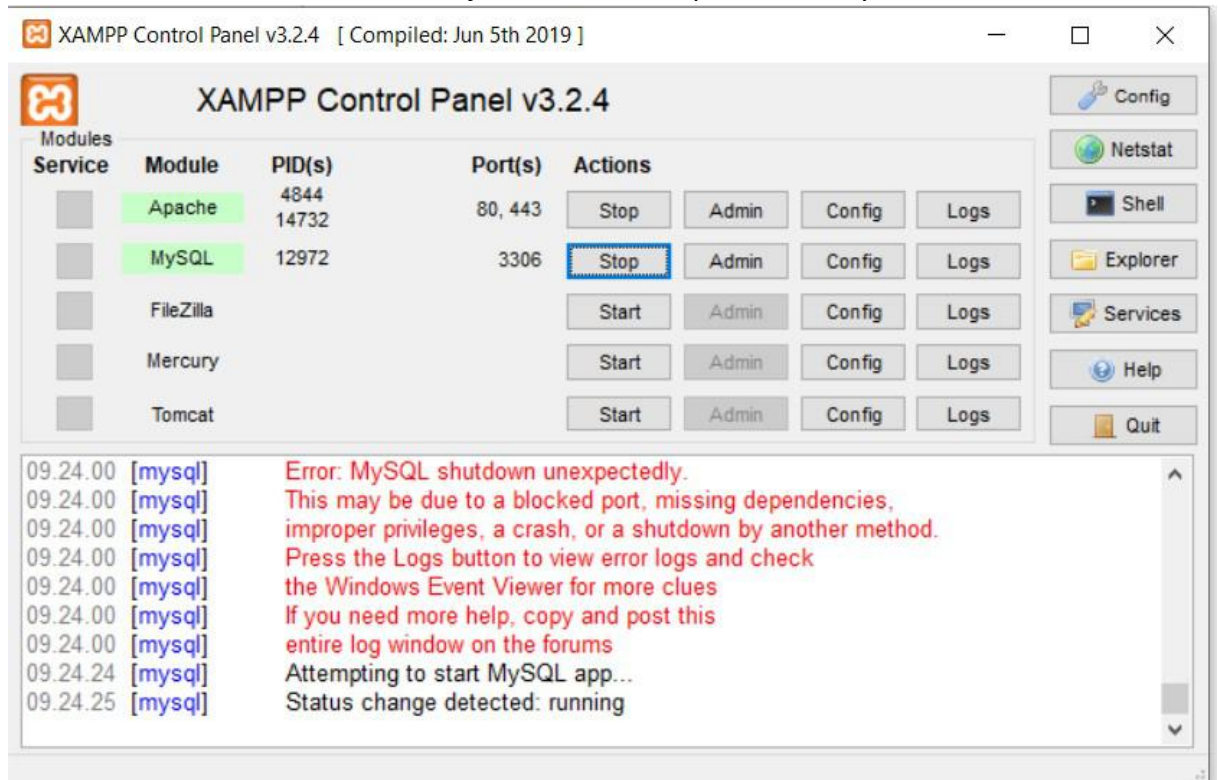 XAMPP Control Panel v3.2.4 [ Compiled: Jun 5th 2019 ]
XAMPP Control Panel v3.2.4
Config
Modules
Service Module PID(s) Port(s) Actions
Netstat
Apache 4844 14732 80, 443 Stop Admin Config Logs
Shell
MySQL 12972 3306 Stop Admin Config Logs
Explorer
FileZilla Start Admin Config Logs
Services
Mercury Start Admin Config Logs
Help
Tomcat Start Admin Config Logs
Quit
09.24.00 [mysql] Error: MySQL shutdown unexpectedly.
09.24.00 [mysql] This may be due to a blocked port, missing dependencies,
09.24.00 [mysql] improper privileges, a crash, or a shutdown by another method.
09.24.00 [mysql] Press the Logs button to view error logs and check
09.24.00 [mysql] the Windows Event Viewer for more clues
09.24.00 [mysql] If you need more help, copy and post this
09.24.00 [mysql] entire log window on the forums
09.24.24 [mysql] Attempting to start MySQL app...
09.24.25 [mysql] Status change detected: running